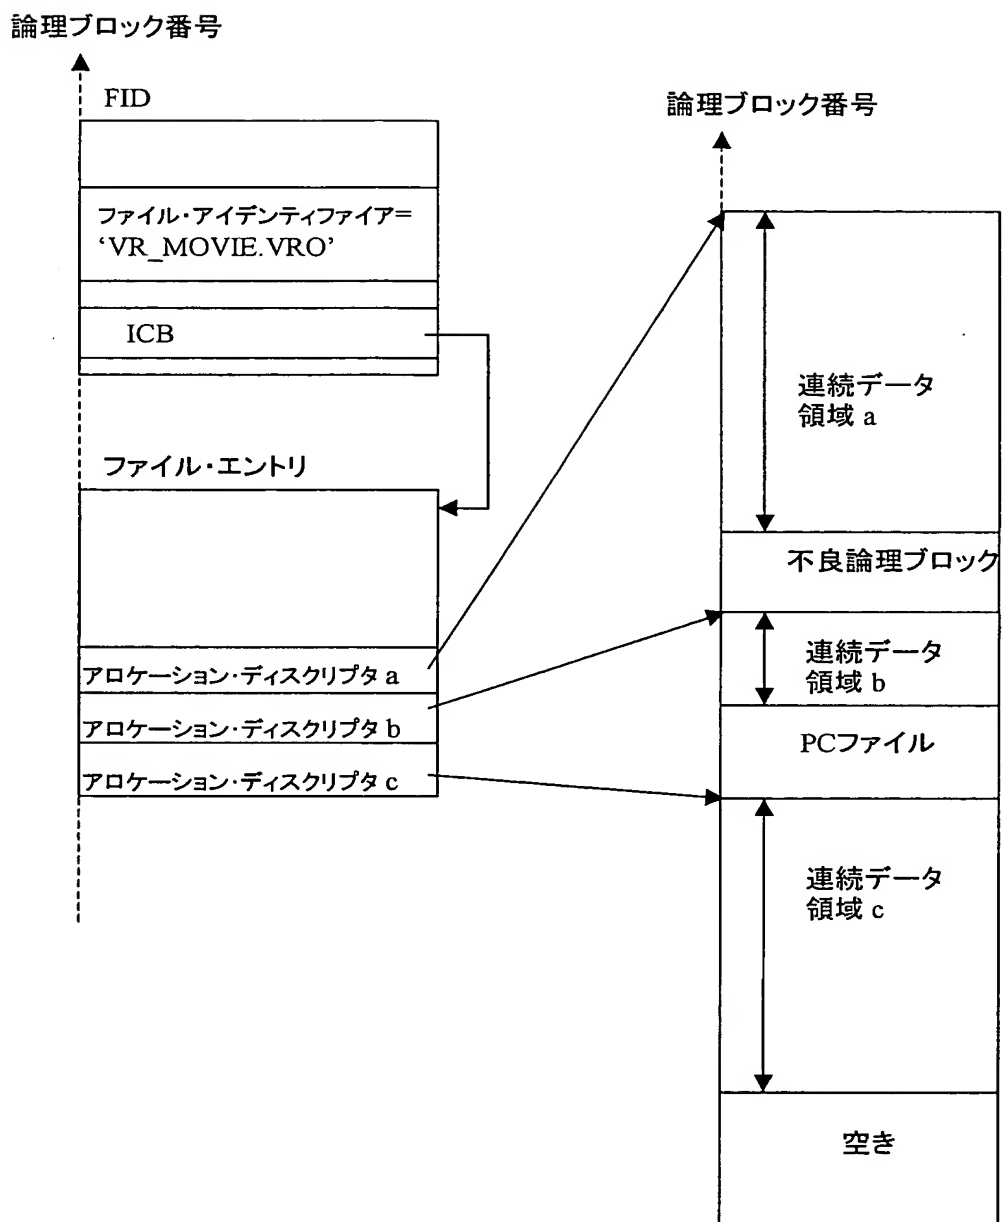 論理ブロック番号
FID
ファイル・アイデンティファイア=
‘VR_MOVIE.VRO’
ICB
ファイル・エントリ
アロケーション・ディスクリプタ a
アロケーション・ディスクリプタ b
アロケーション・ディスクリプタ c
論理ブロック番号
連続データ
領域 a
不良論理ブロック
連続データ
領域 b
PCファイル
連続データ
領域 c
空き